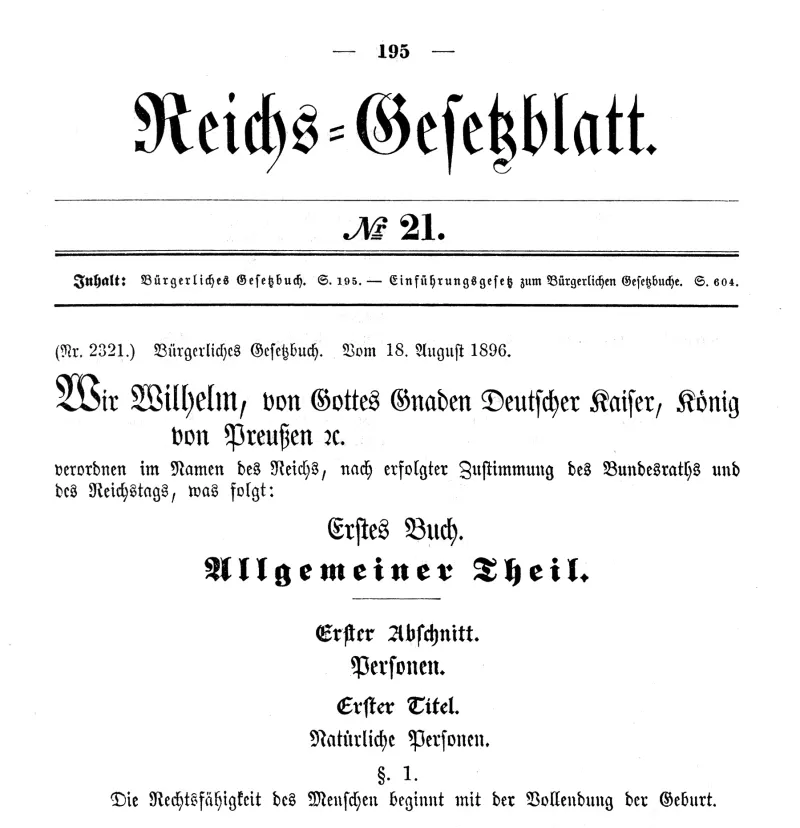 — 195 —
Reichs-Gesetzblatt.
Nr 21.
Inhalt: Bürgerliches Gesetzbuch. S. 195. — Einführungsgesetz zum Bürgerlichen Gesetzbuche. S. 604.
(Nr. 2321.) Bürgerliches Gesetzbuch. Vom 18. August 1896.
Wir Wilhelm, von Gottes Gnaden Deutscher Kaiser, König
von Preußen ꝛc.
verordnen im Namen des Reichs, nach erfolgter Zustimmung des Bundesraths und
des Reichstags, was folgt:
Erstes Buch.
Allgemeiner Theil.
Erster Abschnitt.
Personen.
Erster Titel.
Natürliche Personen.
§. 1.
Die Rechtsfähigkeit des Menschen beginnt mit der Vollendung der Geburt.